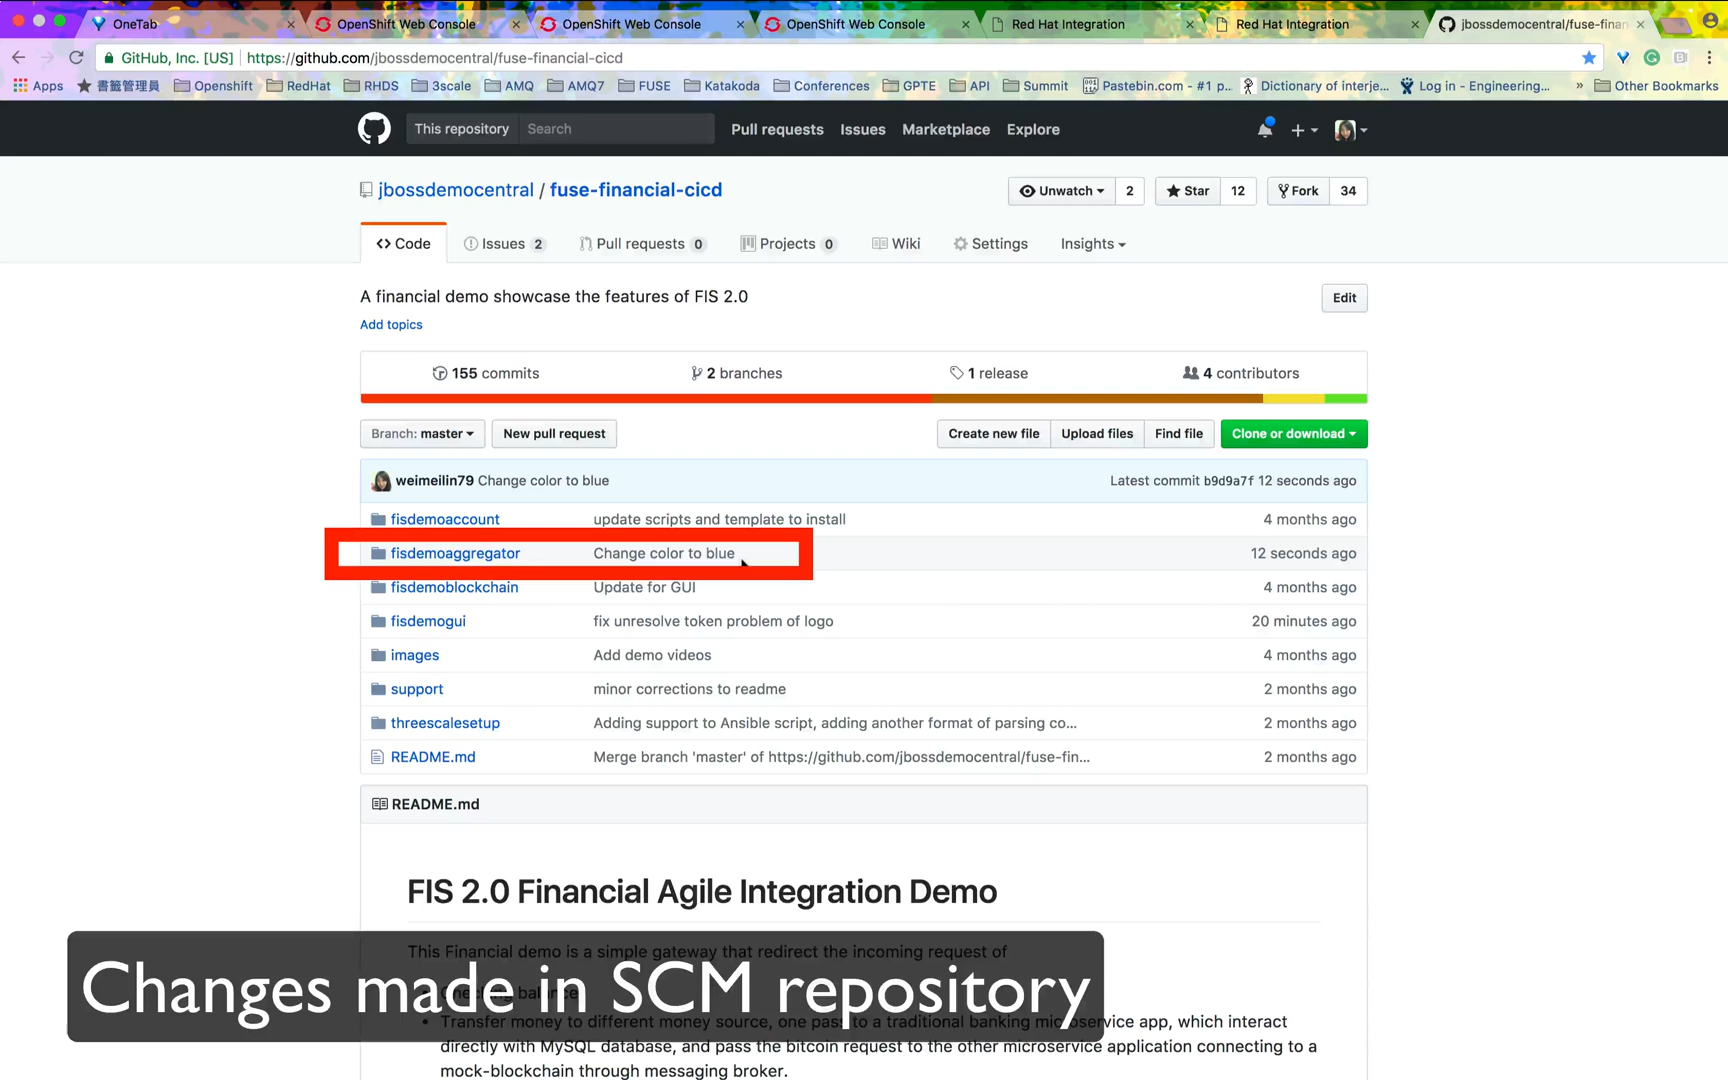 OneTab
OpenShift Web Console
OpenShift Web Console
OpenShift Web Console
Red Hat Integration
Red Hat Integration
jbossdemocentral/fuse-finan
GitHub, Inc. [US] https://github.com/jbossdemocentral/fuse-financial-cicd
Apps 書籤管理員 Openshift RedHat RHDS 3scale AMQ AMQ7 FUSE Katakoda Conferences GPTE API Summit Pastebin.com - #1 p... Dictionary of interje... Log in - Engineering... » Other Bookmarks
This repository Search Pull requests Issues Marketplace Explore
jbossdemocentral / fuse-financial-cicd
Unwatch 2 Star 12 Fork 34
Code Issues 2 Pull requests 0 Projects 0 Wiki Settings Insights
A financial demo showcase the features of FIS 2.0
Edit
Add topics
155 commits 2 branches 1 release 4 contributors
Branch: master New pull request Create new file Upload files Find file Clone or download
weimeilin79 Change color to blue Latest commit b9d9a7f 12 seconds ago
fisdemoaccount update scripts and template to install 4 months ago
fisdemoaggregator Change color to blue 12 seconds ago
fisdemoblockchain Update for GUI 4 months ago
fisdemogui fix unresolve token problem of logo 20 minutes ago
images Add demo videos 4 months ago
support minor corrections to readme 2 months ago
threescalesetup Adding support to Ansible script, adding another format of parsing co... 2 months ago
README.md Merge branch 'master' of https://github.com/jbossdemocentral/fuse-fin... 2 months ago
README.md
FIS 2.0 Financial Agile Integration Demo
This Financial demo is a simple gateway that redirect the incoming request of
Changes made in SCM repository
Transfer money to different money source, one pass to a traditional banking microservice app, which interact
directly with MySQL database, and pass the bitcoin request to the other microservice application connecting to a
mock-blockchain through messaging broker.